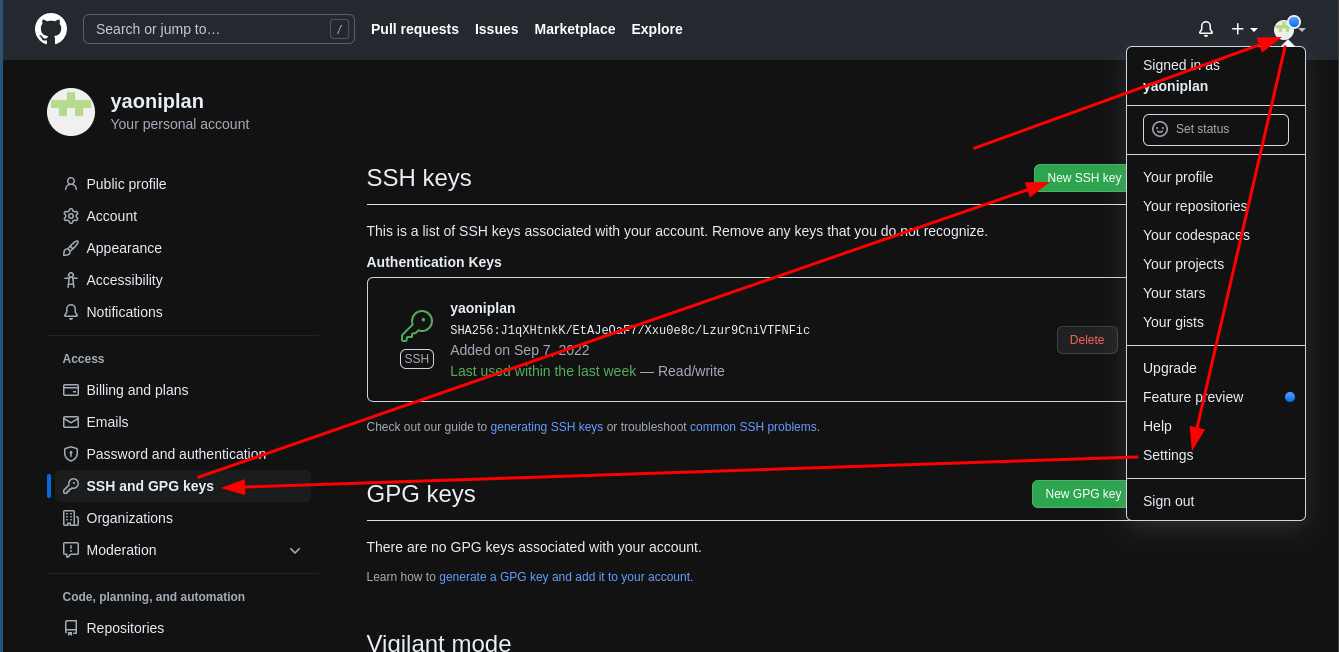 Search or jump to…
/
Pull requests
Issues
Marketplace
Explore
yaoniplan
Your personal account
Public profile
Account
Appearance
Accessibility
Notifications
Access
Billing and plans
Emails
Password and authentication
SSH and GPG keys
Organizations
Moderation
Code, planning, and automation
Repositories
SSH keys
New SSH key
This is a list of SSH keys associated with your account. Remove any keys that you do not recognize.
Authentication Keys
SSH
yaoniplan
Added on Sep 7, 2022
Last used within the last week — Read/write
Delete
Check out our guide to generating SSH keys or troubleshoot common SSH problems.
GPG keys
New GPG key
There are no GPG keys associated with your account.
Learn how to generate a GPG key and add it to your account.
Vigilant mode
Signed in as
yaoniplan
Set status
Your profile
Your repositories
Your codespaces
Your projects
Your stars
Your gists
Upgrade
Feature preview
Help
Settings
Sign out